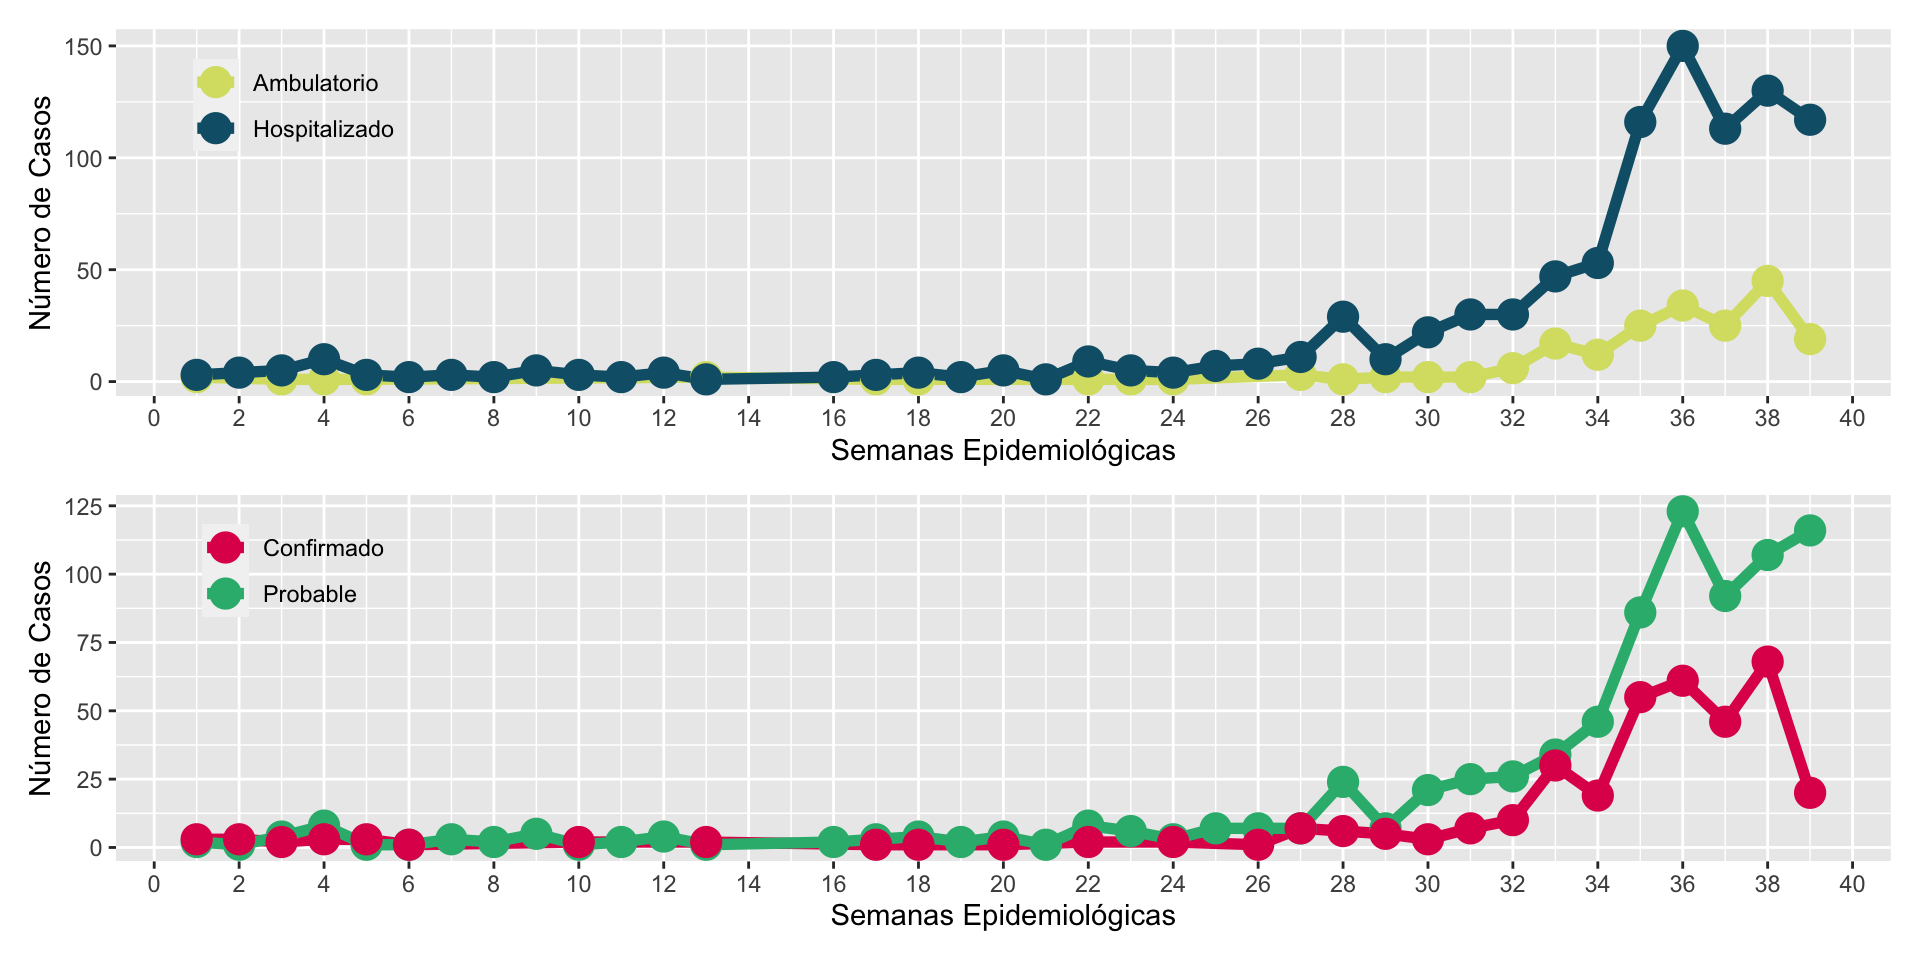 150
100
50
0
Número de Casos
Ambulatorio
Hospitalizado
0 2 4 6 8 10 12 14 16 18 20 22 24 26 28 30 32 34 36 38 40
Semanas Epidemiológicas
125
100
75
50
25
0
Número de Casos
Confirmado
Probable
0 2 4 6 8 10 12 14 16 18 20 22 24 26 28 30 32 34 36 38 40
Semanas Epidemiológicas